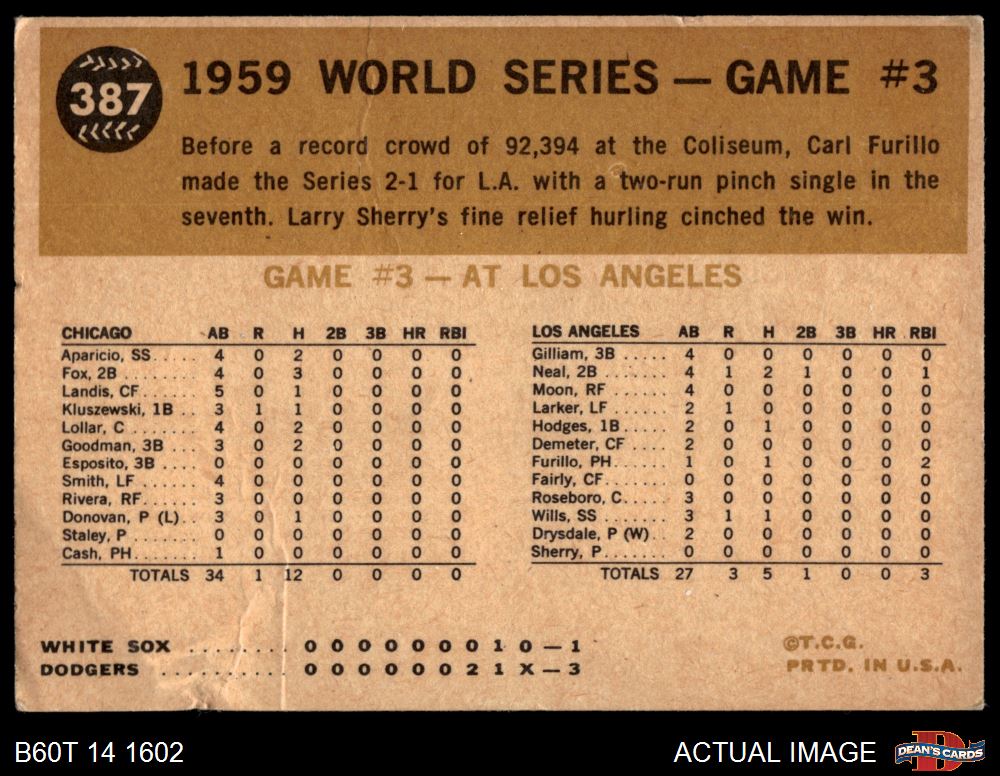 387
1959 WORLD SERIES — GAME #3
Before a record crowd of 92,394 at the Coliseum, Carl Furillo
made the Series 2-1 for L.A. with a two-run pinch single in the
seventh. Larry Sherry's fine relief hurling cinched the win.
GAME #3 — AT LOS ANGELES
CHICAGO AB R H 2B 3B HR RBI
Aparicio, SS..... 4 0 2 0 0 0 0
Fox, 2B ........ 4 0 3 0 0 0 0
Landis, CF...... 5 0 1 0 0 0 0
Kluszewski, 1B .. 3 1 1 0 0 0 0
Lollar, C ....... 4 0 2 0 0 0 0
Goodman, 3B ... 3 0 2 0 0 0 0
Esposito, 3B .... 0 0 0 0 0 0 0
Smith, LF ....... 4 0 0 0 0 0 0
Rivera, RF...... 3 0 0 0 0 0 0
Donovan, P (L).. 3 0 1 0 0 0 0
Staley, P ....... 0 0 0 0 0 0 0
Cash, PH....... 1 0 0 0 0 0 0
TOTALS 34 1 12 0 0 0 0
LOS ANGELES AB R H 2B 3B HR RBI
Gilliam, 3B ..... 4 0 0 0 0 0 0
Neal, 2B ....... 4 1 2 1 0 0 1
Moon, RF ...... 4 0 0 0 0 0 0
Larker, LF ...... 2 1 0 0 0 0 0
Hodges, 1B ..... 2 0 1 0 0 0 0
Demeter, CF .... 2 0 0 0 0 0 0
Furillo, PH...... 1 0 1 0 0 0 2
Fairly, CF....... 0 0 0 0 0 0 0
Roseboro, C.... 3 0 0 0 0 0 0
Wills, SS ....... 3 1 1 0 0 0 0
Drysdale, P (W).. 2 0 0 0 0 0 0
Sherry, P....... 0 0 0 0 0 0 0
TOTALS 27 3 5 1 0 0 3
WHITE SOX ........ 0 0 0 0 0 0 0 1 0 — 1
DODGERS .......... 0 0 0 0 0 0 2 1 X — 3
©T.C.G.
PRTD. IN U.S.A.
B60T 14 1602
ACTUAL IMAGE
DEAN'S CARDS